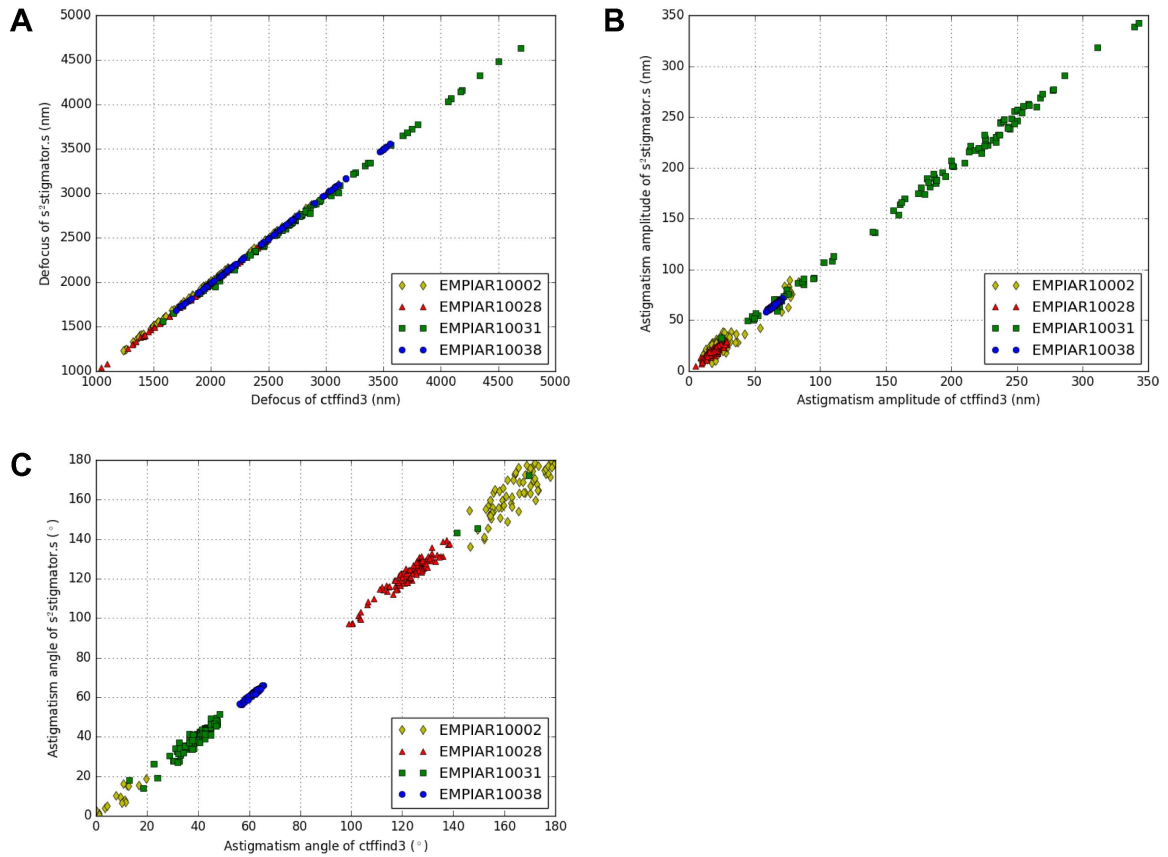 A
5000
4500
4000
3500
3000
2500
2000
1500
1000
Defocus of s²stigmator.s (nm)
EMPIAR10002
EMPIAR10028
EMPIAR10031
EMPIAR10038
1000 1500 2000 2500 3000 3500 4000 4500 5000
Defocus of ctffind3 (nm)
B
350
300
250
200
150
100
50
0
Astigmatism amplitude of s²stigmator.s (nm)
EMPIAR10002
EMPIAR10028
EMPIAR10031
EMPIAR10038
0 50 100 150 200 250 300 350
Astigmatism amplitude of ctffind3 (nm)
C
180
160
140
120
100
80
60
40
20
0
Astigmatism angle of s²stigmator.s (°)
EMPIAR10002
EMPIAR10028
EMPIAR10031
EMPIAR10038
0 20 40 60 80 100 120 140 160 180
Astigmatism angle of ctffind3 (°)